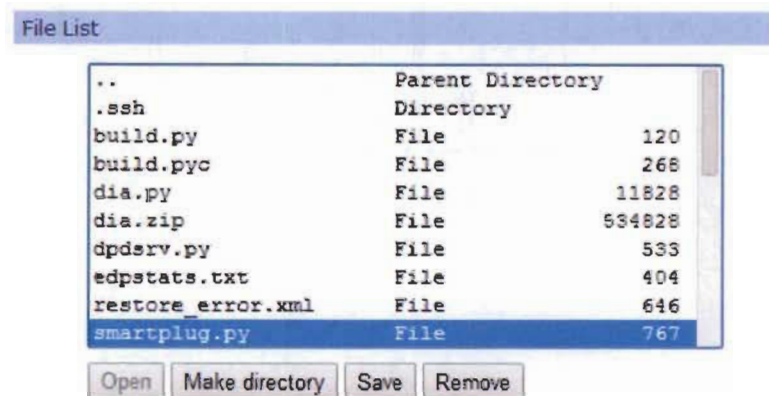 File List
.. Parent Directory
.ssh Directory
build.py File 120
build.pyc File 268
dia.py File 11828
dia.zip File 534828
dpdsrv.py File 533
edpstats.txt File 404
restore_error.xml File 646
smartplug.py File 767
Open Make directory Save Remove